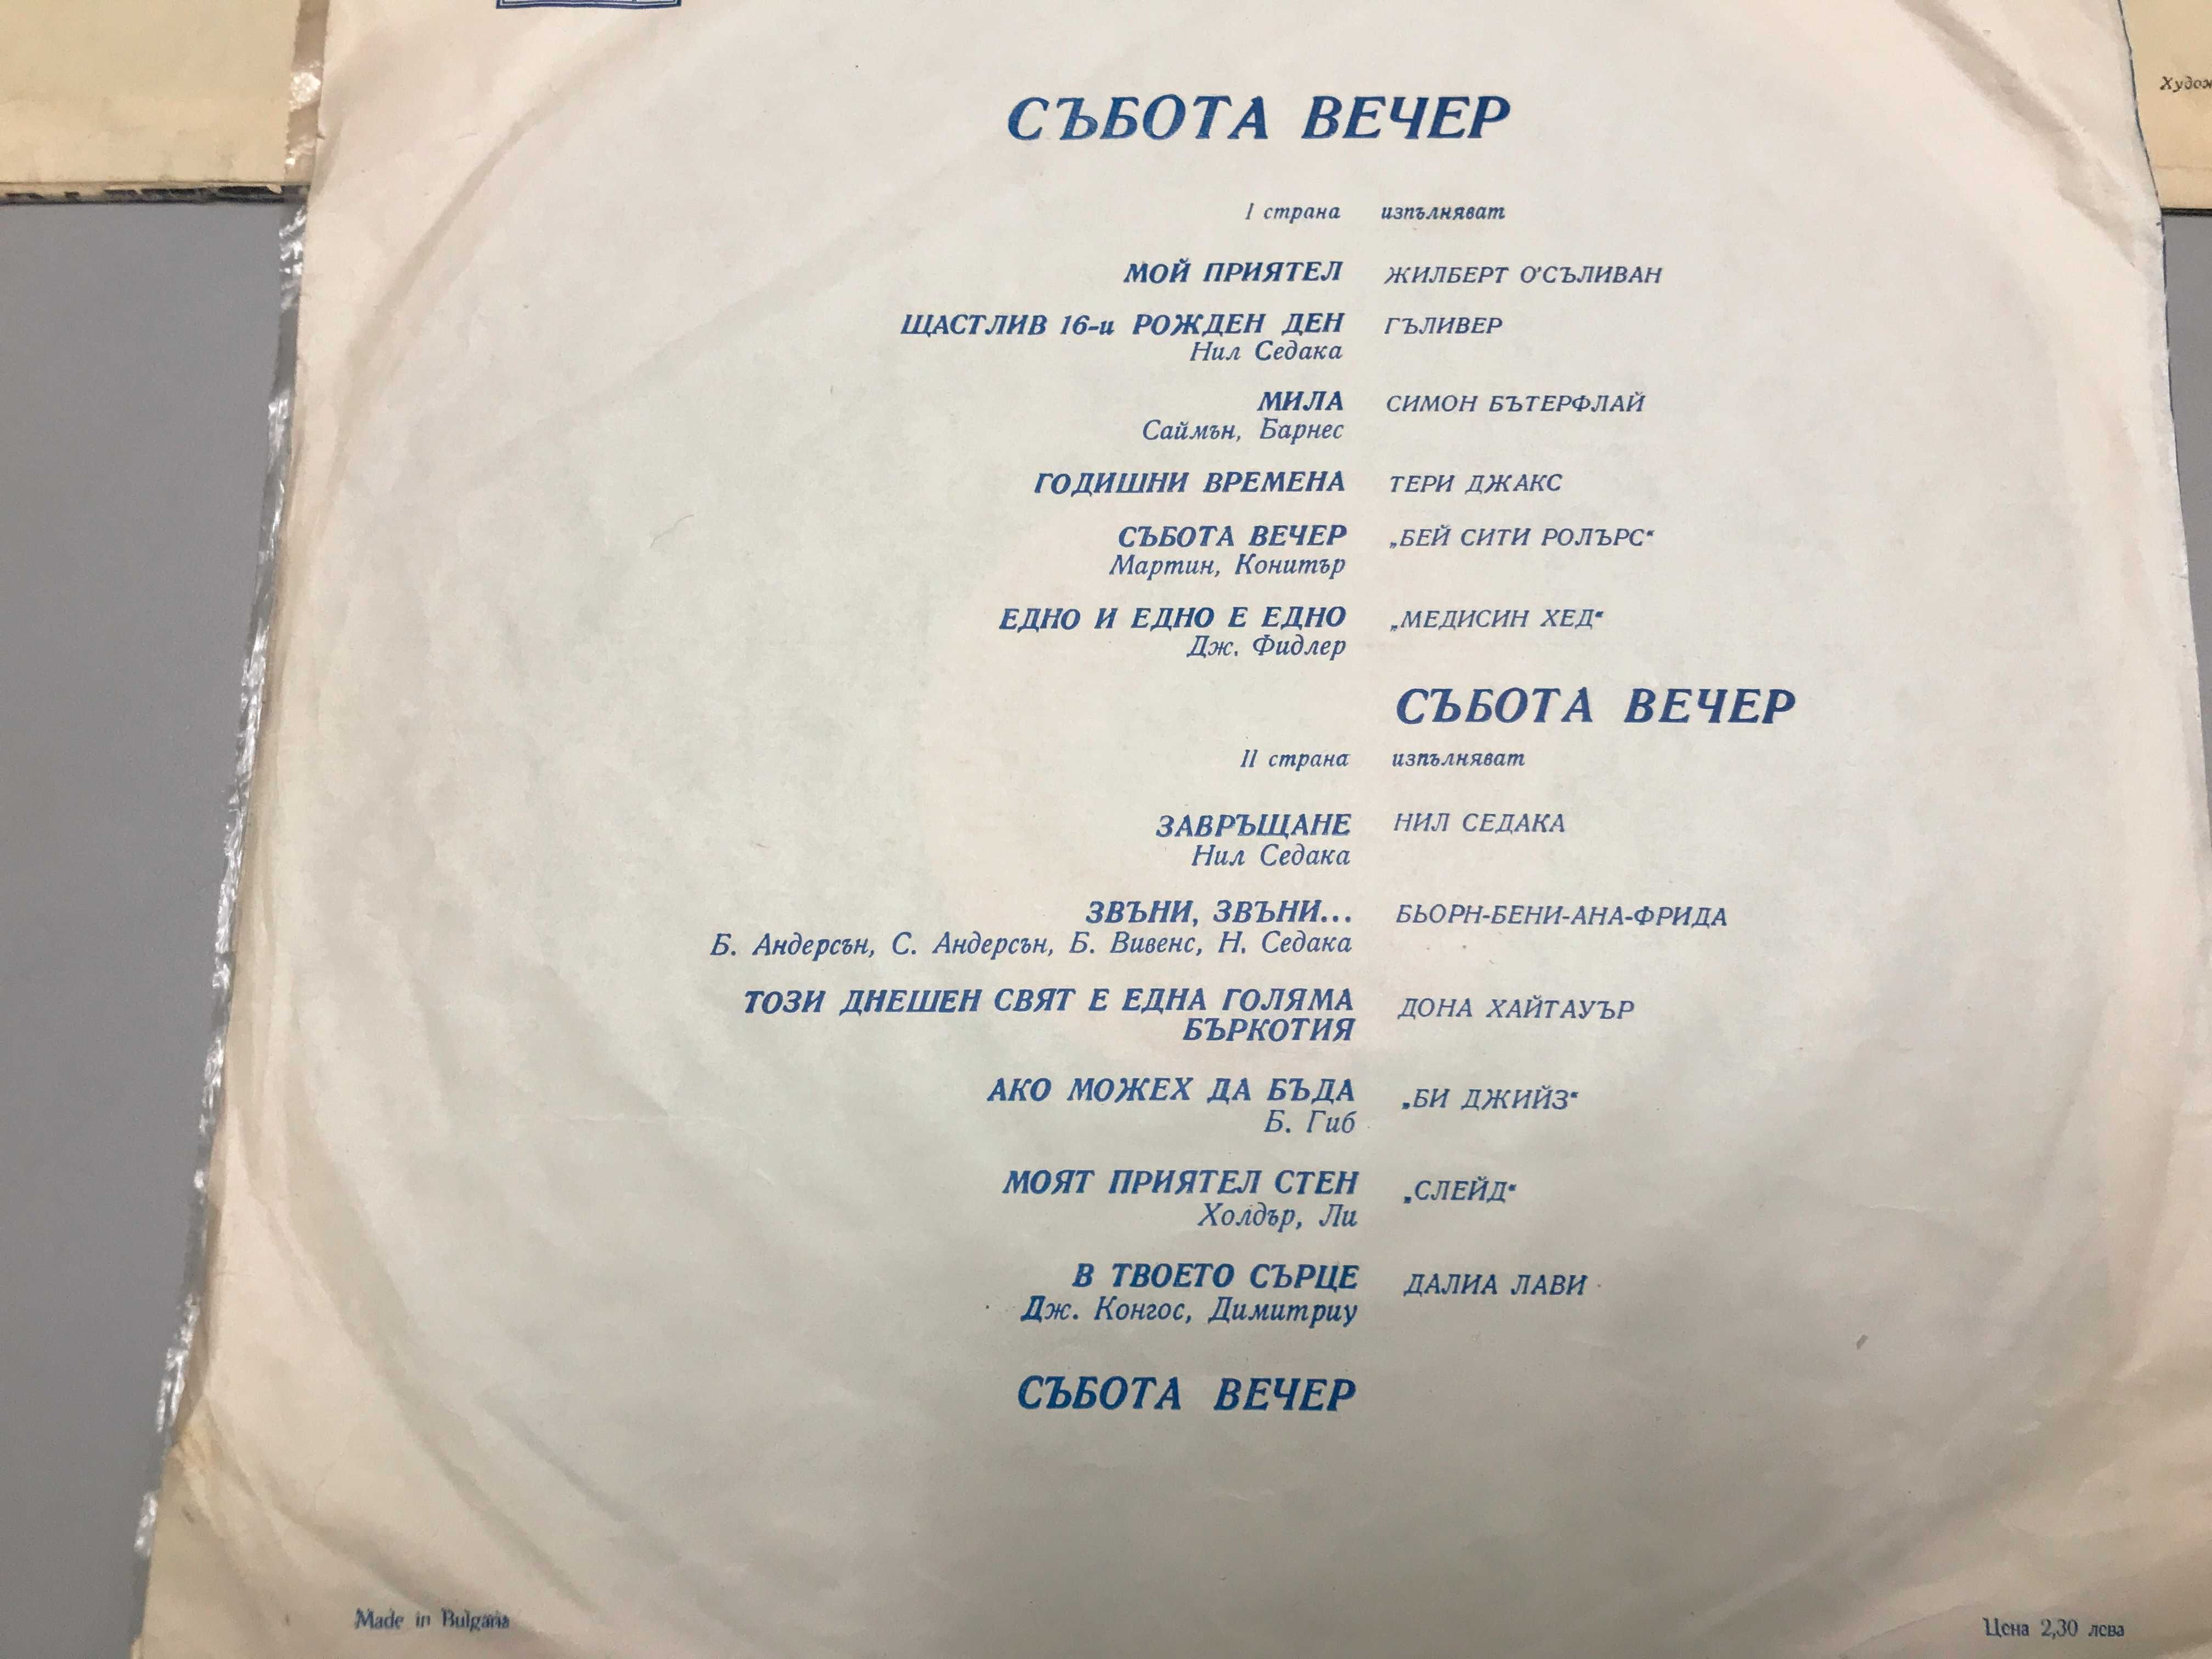 СЪБОТА ВЕЧЕР
I страна изпълняват
МОЙ ПРИЯТЕЛ ЖИЛБЕРТ О'СЪЛИВАН
ЩАСТЛИВ 16-и РОЖДЕН ДЕН ГЪЛИВЕР
Нил Седака
МИЛА СИМОН БЪТЕРФЛАЙ
Саймън, Барнес
ГОДИШНИ ВРЕМЕНА ТЕРИ ДЖАКС
СЪБОТА ВЕЧЕР „БЕЙ СИТИ РОЛЪРС“
Мартин, Конитър
ЕДНО И ЕДНО Е ЕДНО „МЕДИСИН ХЕД“
Дж. Фидлер
СЪБОТА ВЕЧЕР
II страна изпълняват
ЗАВРЪЩАНЕ НИЛ СЕДАКА
Нил Седака
ЗВЪНИ, ЗВЪНИ... БЬОРН-БЕНИ-АНА-ФРИДА
Б. Андерсън, С. Андерсън, Б. Вивенс, Н. Седака
ТОЗИ ДНЕШЕН СВЯТ Е ЕДНА ГОЛЯМА ДОНА ХАЙТАУЪР
БЪРКОТИЯ
АКО МОЖЕХ ДА БЪДА „БИ ДЖИЙЗ“
Б. Гиб
МОЯТ ПРИЯТЕЛ СТЕН „СЛЕЙД“
Холдър, Ли
В ТВОЕТО СЪРЦЕ ДАЛИА ЛАВИ
Дж. Конгос, Димитриу
СЪБОТА ВЕЧЕР
Made in Bulgaria
Цена 2,30 лева